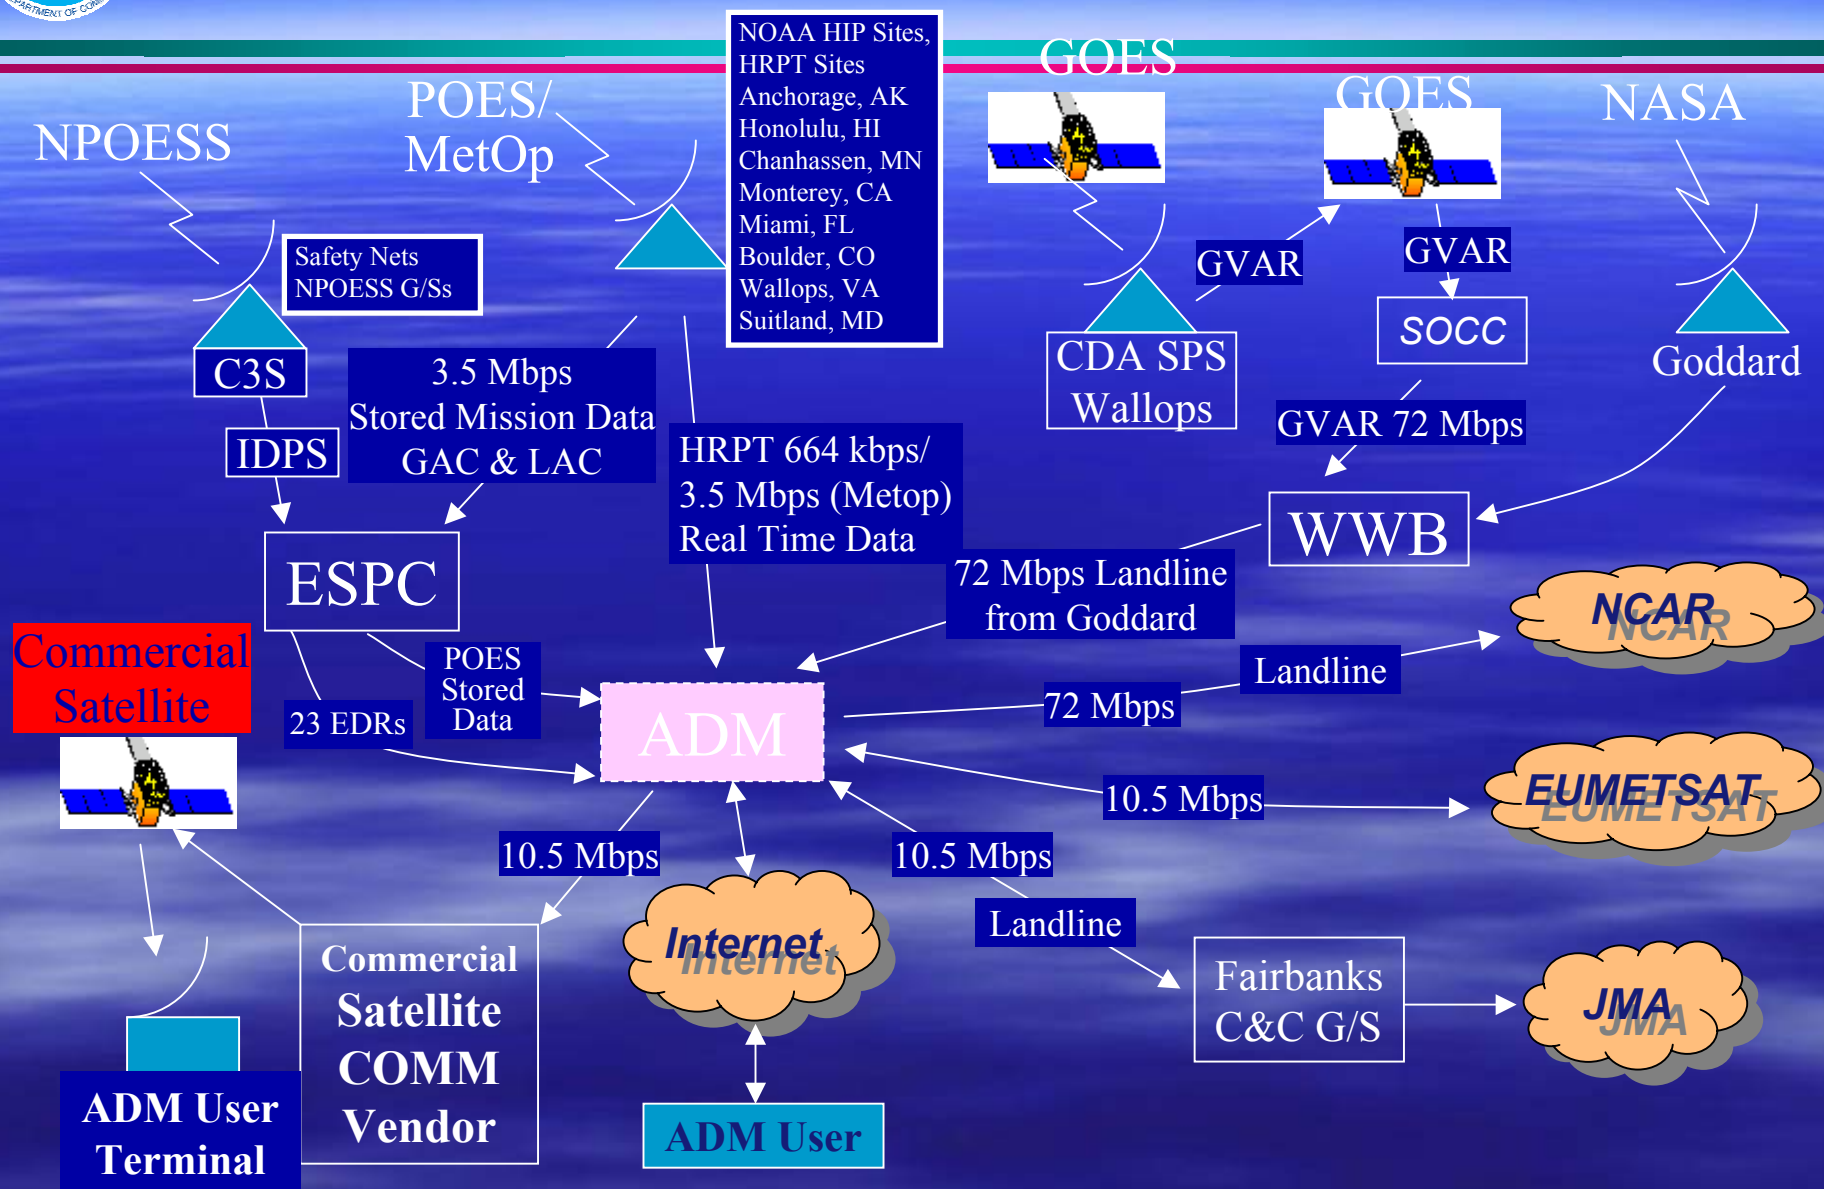 DEPARTMENT OF COM
NOAA HIP Sites,
HRPT Sites
Anchorage, AK
Honolulu, HI
Chanhassen, MN
Monterey, CA
Miami, FL
Boulder, CO
Wallops, VA
Suitland, MD
GOES
GOES
NASA
POES/
MetOp
NPOESS
Safety Nets
NPOESS G/Ss
GVAR
GVAR
SOCC
C3S
CDA SPS
Wallops
Goddard
3.5 Mbps
Stored Mission Data
GAC & LAC
IDPS
HRPT 664 kbps/
3.5 Mbps (Metop)
Real Time Data
GVAR 72 Mbps
WWB
ESPC
72 Mbps Landline
from Goddard
NCAR
Commercial
Satellite
POES
Stored
Data
23 EDRs
ADM
72 Mbps
Landline
EUMETSAT
10.5 Mbps
10.5 Mbps
10.5 Mbps
Landline
Internet
Commercial
Satellite
COMM
Vendor
Fairbanks
C&C G/S
JMA
ADM User
Terminal
ADM User